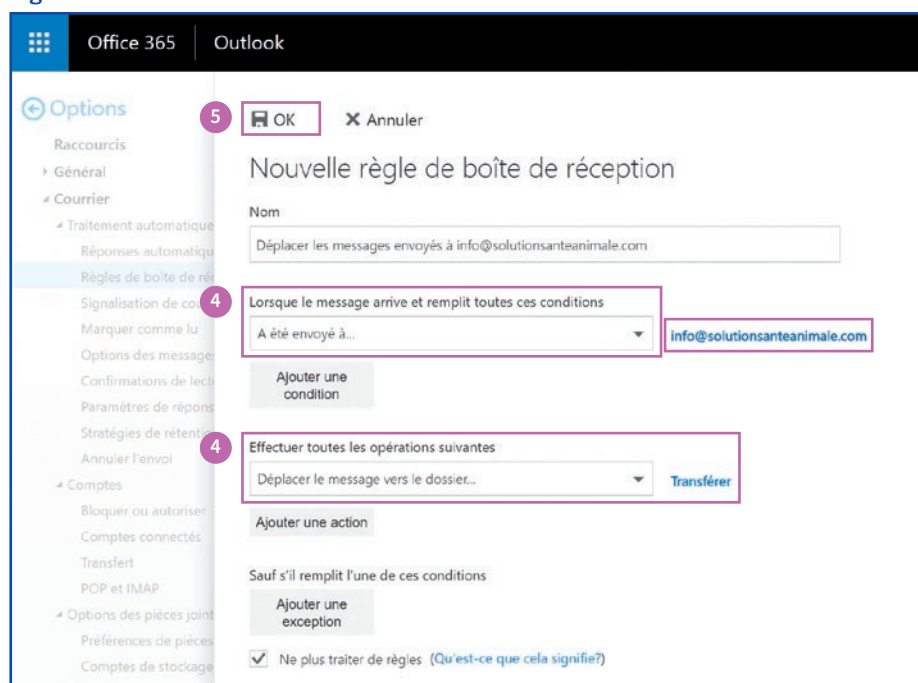 Office 365 Outlook
Options
Raccourcis
Général
Courrier
Traitement automatique
Réponses automatiqu
Règles de boîte de ré
Signalisation de co
Marquer comme lu
Options des message
Confirmations de lect
Paramètres de répons
Stratégies de rétentio
Annuler l'envoi
Comptes
Bloquer ou autoriser
Comptes connectés
Transfert
POP et IMAP
Options des pièces joint
Préférences de pièces
Comptes de stockage
5 OK Annuler
Nouvelle règle de boîte de réception
Nom
Déplacer les messages envoyés à info@solutionsanteanimale.com
4 Lorsque le message arrive et remplit toutes ces conditions
A été envoyé à... info@solutionsanteanimale.com
Ajouter une
condition
4 Effectuer toutes les opérations suivantes
Déplacer le message vers le dossier... Transférer
Ajouter une action
Sauf s'il remplit l'une de ces conditions
Ajouter une
exception
Ne plus traiter de règles (Qu'est-ce que cela signifie?)